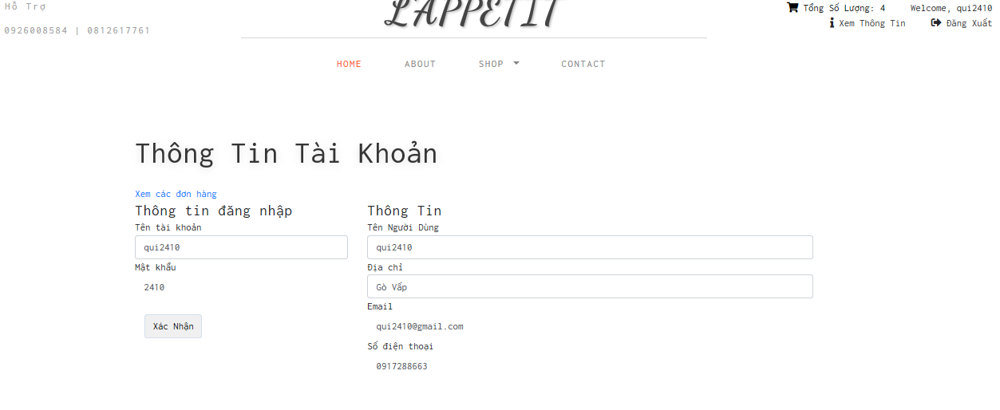 Hỗ Trợ
0926008584 | 0812617761
L'APPETIT
Tổng Số Lượng: 4
Welcome, qui2410
Xem Thông Tin
Đăng Xuất
HOME
ABOUT
SHOP
CONTACT
Thông Tin Tài Khoản
Xem các đơn hàng
Thông tin đăng nhập
Tên tài khoản
qui2410
Mật khẩu
2410
Xác Nhận
Thông Tin
Tên Người Dùng
qui2410
Địa chỉ
Gò Vấp
Email
qui2410@gmail.com
Số điện thoại
0917288663